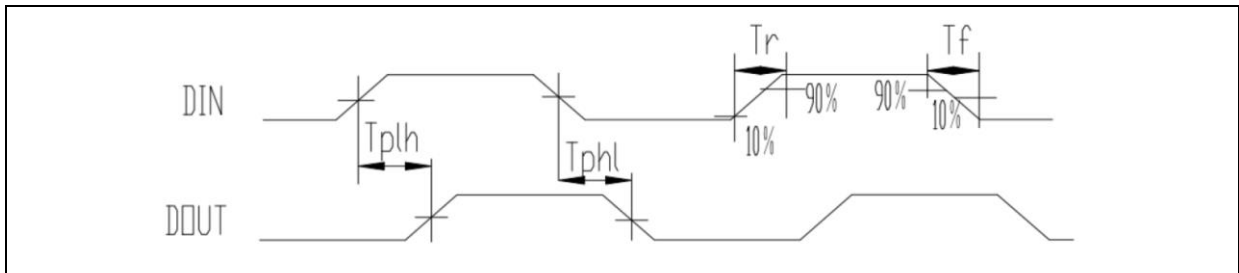 Tr Tf
DIN 90% 90%
10% 10%
Tplh Tphl
DOUT